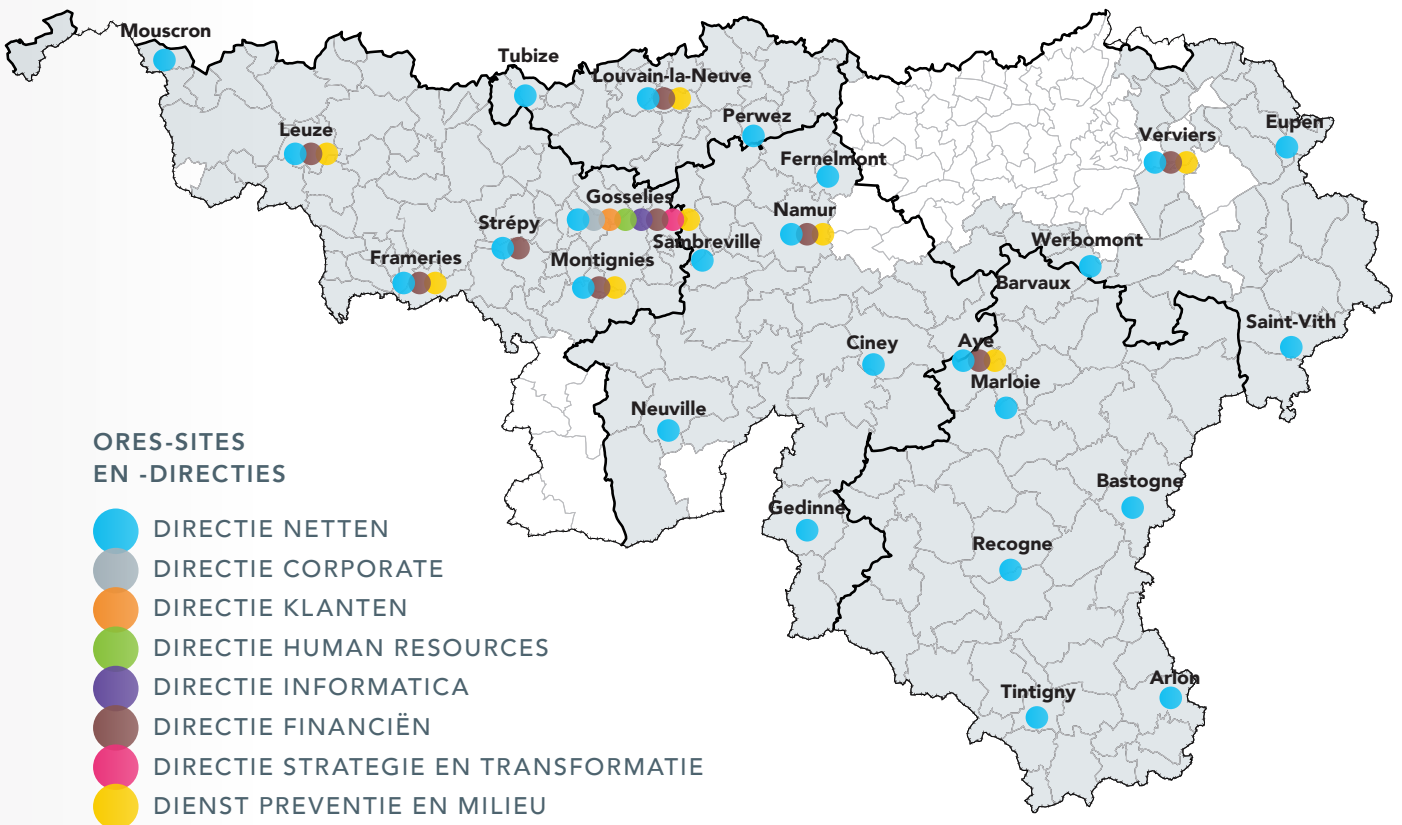 Mouscron
Tubize
Louvain-la-Neuve
Perwez
Leuze
Verviers
Eupen
Fernelmont
Gosselies
Namur
Strépy
Sambreville
Werbomont
Frameries
Montignies
Barvaux
Saint-Vith
Ciney
Aye
Marloie
Neuville
ORES-SITES
EN -DIRECTIES
Bastogne
Gedinne
DIRECTIE NETTEN
Recogne
DIRECTIE CORPORATE
DIRECTIE KLANTEN
DIRECTIE HUMAN RESOURCES
DIRECTIE INFORMATICA
Arlon
Tintigny
DIRECTIE FINANCIËN
DIRECTIE STRATEGIE EN TRANSFORMATIE
DIENST PREVENTIE EN MILIEU